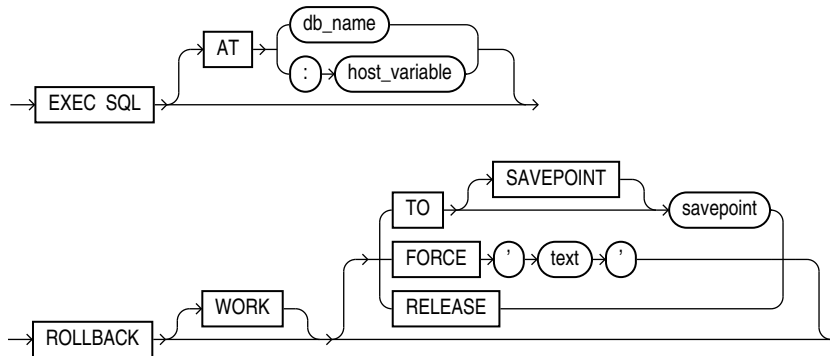 db_name
AT
: host_variable
EXEC SQL
SAVEPOINT
TO savepoint
FORCE ' text '
WORK RELEASE
ROLLBACK